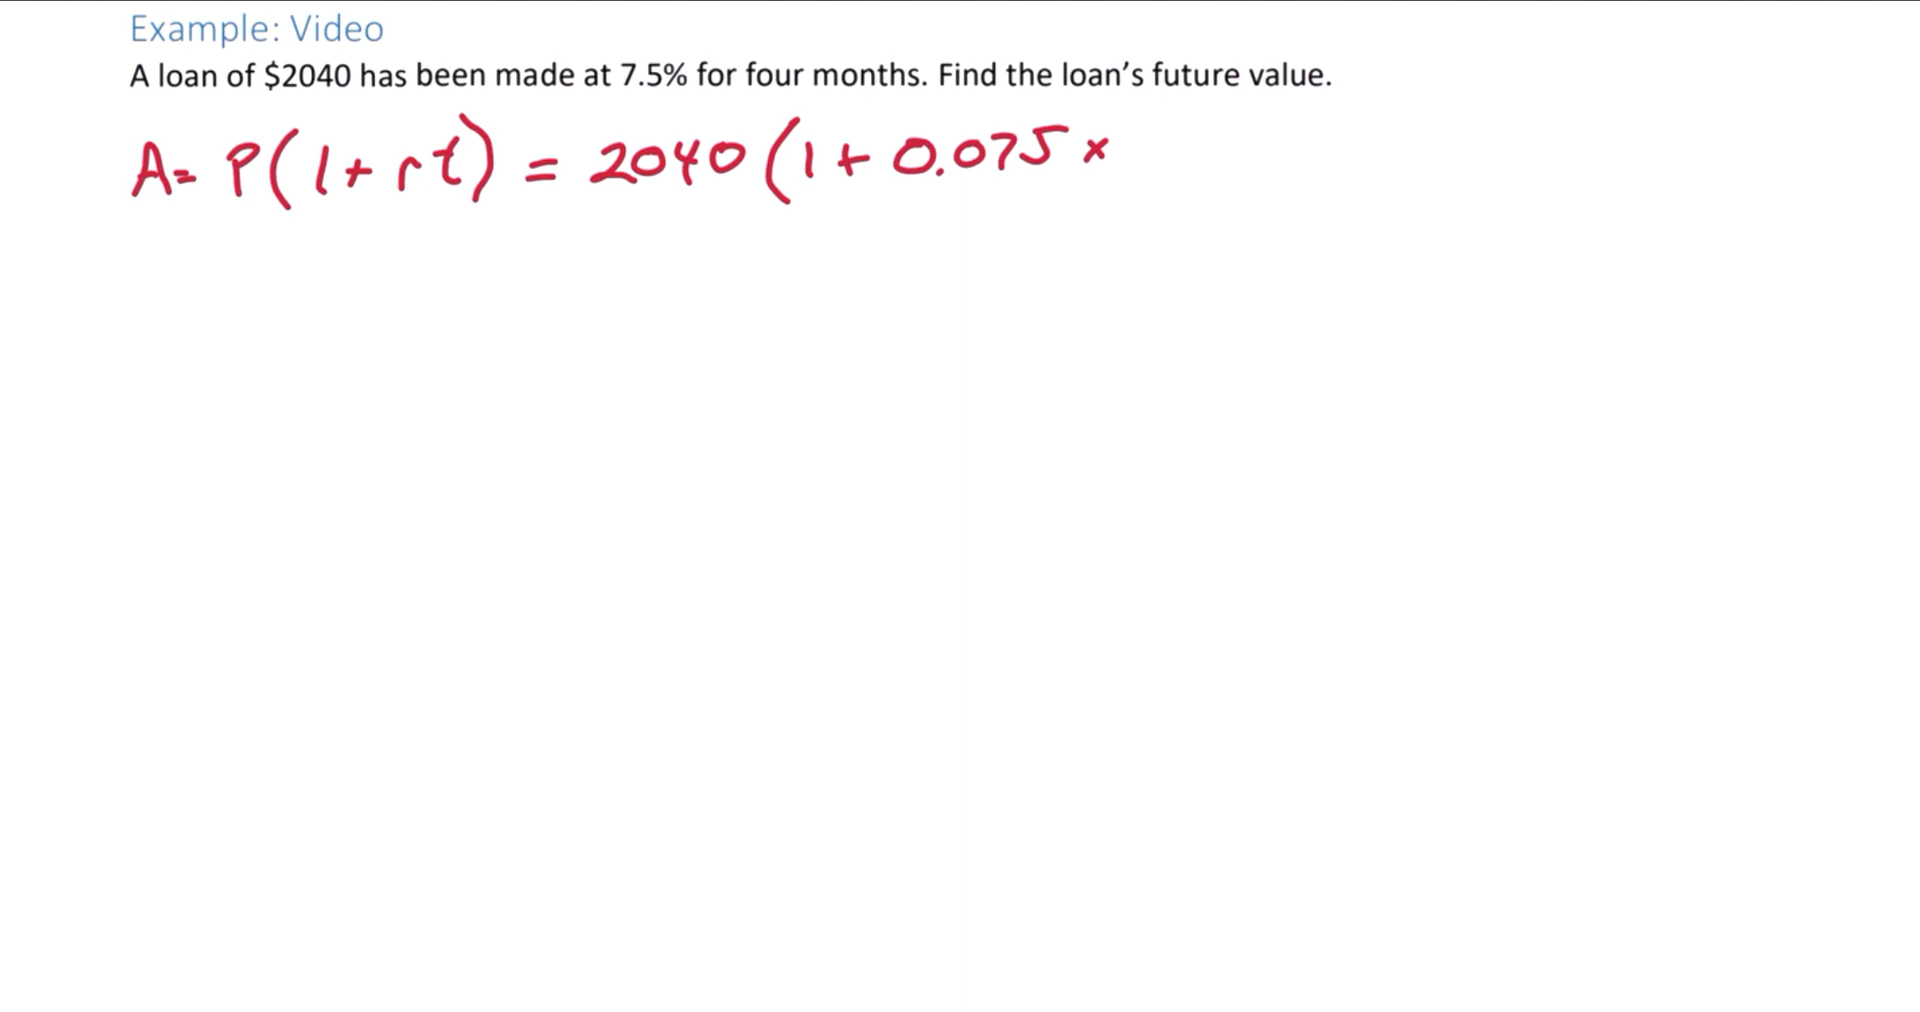 Example: Video
A loan of $2040 has been made at 7.5% for four months. Find the loan’s future value.
A= P(1+rt) = 2040(1+0.075×